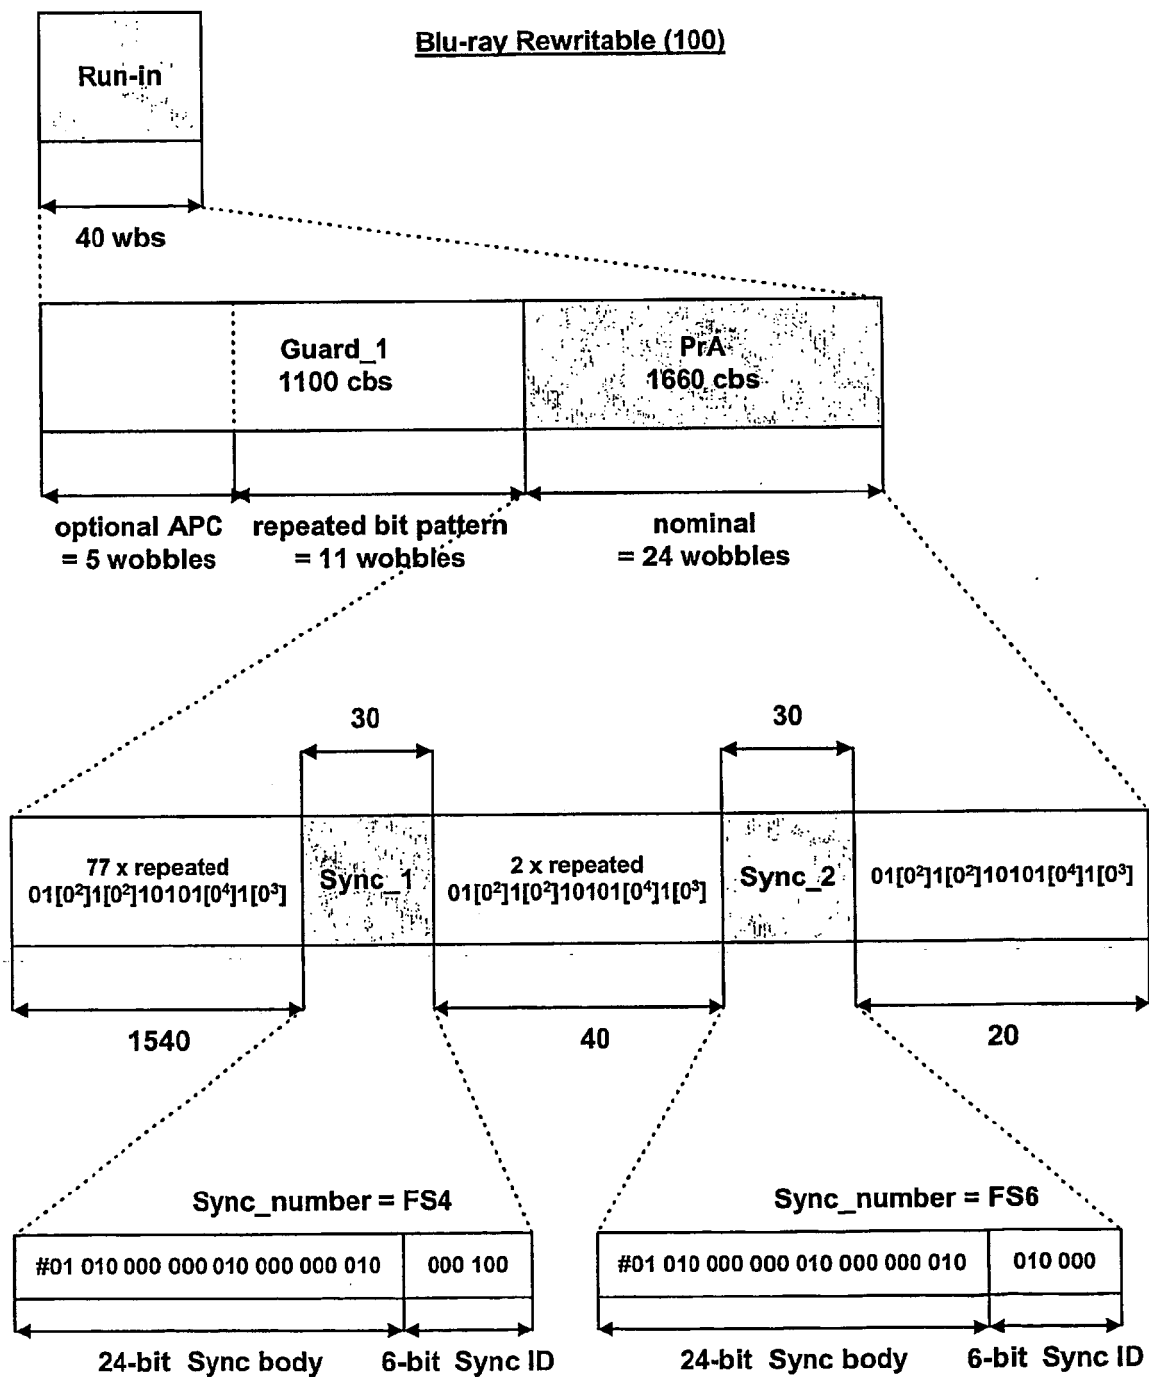 Blu-ray Rewritable (100)
Run-in
40 wbs
Guard_1
1100 cbs
PrA
1660 cbs
optional APC
= 5 wobbles
repeated bit pattern
= 11 wobbles
nominal
= 24 wobbles
30
30
77 x repeated
01[0²]1[0²]10101[0⁴]1[0³]
Sync_1
2 x repeated
01[0²]1[0²]10101[0⁴]1[0³]
Sync_2
01[0²]1[0²]10101[0⁴]1[0³]
1540
40
20
Sync_number = FS4
#01 010 000 000 010 000 000 010
000 100
24-bit Sync body
6-bit Sync ID
Sync_number = FS6
#01 010 000 000 010 000 000 010
010 000
24-bit Sync body
6-bit Sync ID